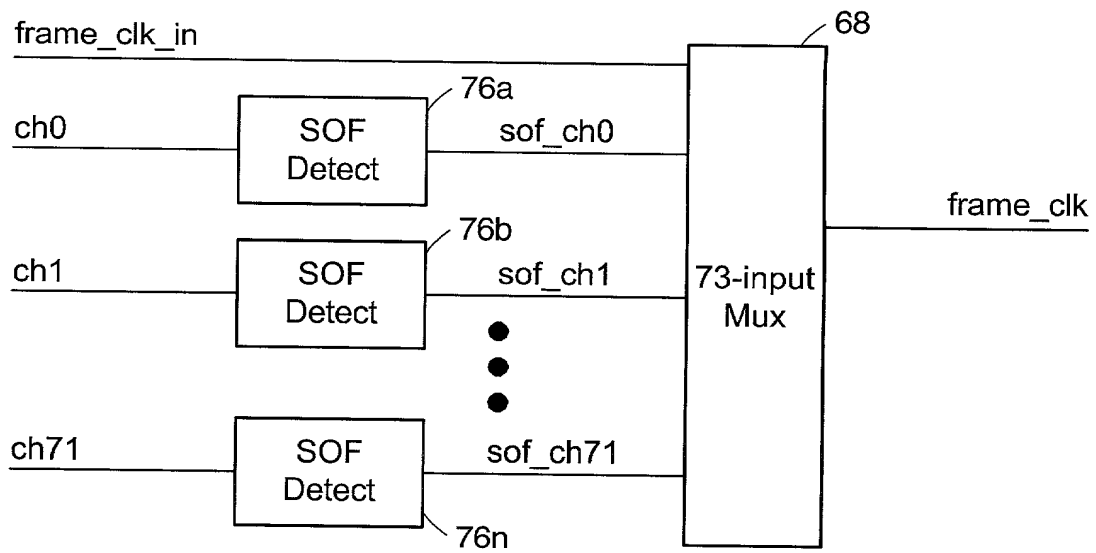 68
frame_clk_in
76a
ch0
SOF
Detect
sof_ch0
frame_clk
76b
ch1
SOF
Detect
sof_ch1
73-input
Mux
ch71
SOF
Detect
sof_ch71
76n